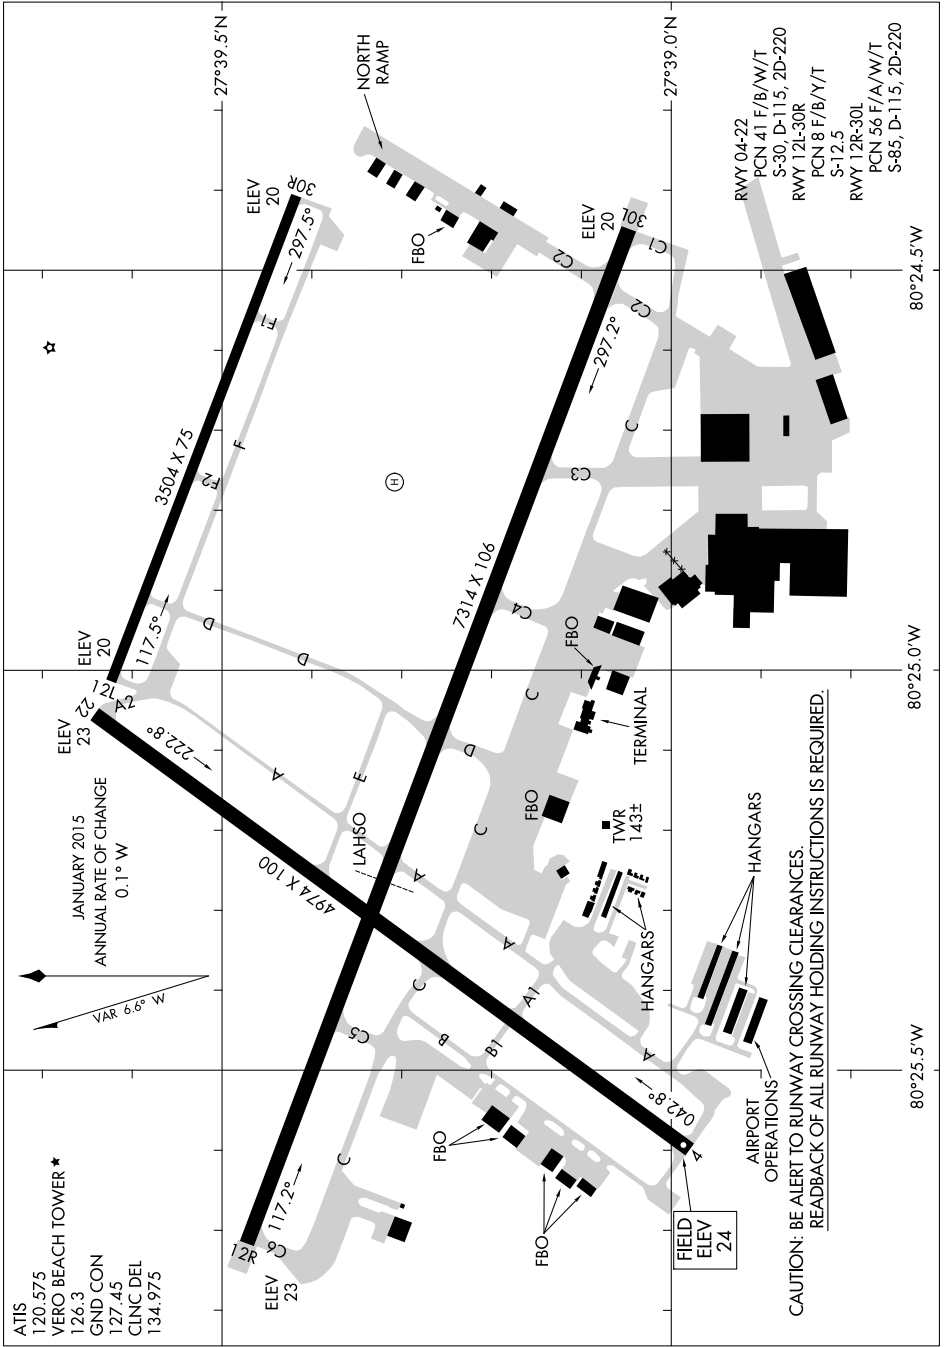 ATIS
120.575
VERO BEACH TOWER ★
126.3
GND CON
127.45
CLNC DEL
134.975
VAR 6.6° W
JANUARY 2015
ANNUAL RATE OF CHANGE
0.1° W
27°39.5'N
27°39.0'N
80°24.5'W
80°25.0'W
80°25.5'W
NORTH
RAMP
FBO
ELEV
20
30R
297.5°
F1
F
F2
3504 X 75
D
D
117.5°
ELEV
20
12L
A2
22
ELEV
23
222.8°
A
E
LAHSO
4974 X 100
A
H
ELEV
20
30L
C1
C2
C2
297.2°
C
C3
7314 X 106
C4
FBO
C
D
TERMINAL
C
FBO
TWR
143±
HANGARS
HANGARS
A
A1
C
B
B1
C5
A
042.8°
4
FIELD
ELEV
24
AIRPORT
OPERATIONS
FBO
FBO
C
117.2°
12R
C6
ELEV
23
RWY 04-22
PCN 41 F/B/W/T
S-30, D-115, 2D-220
RWY 12L-30R
PCN 8 F/B/Y/T
S-12.5
RWY 12R-30L
PCN 56 F/A/W/T
S-85, D-115, 2D-220
CAUTION: BE ALERT TO RUNWAY CROSSING CLEARANCES.
READBACK OF ALL RUNWAY HOLDING INSTRUCTIONS IS REQUIRED.